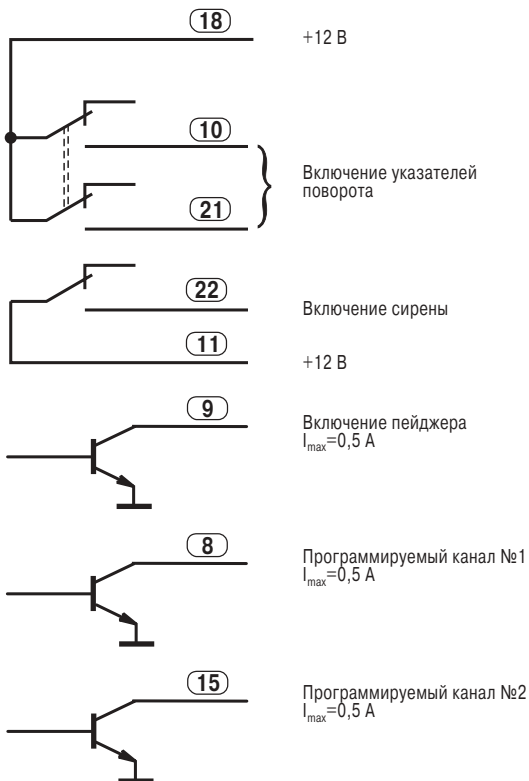 18
+12 В
10
Включение указателей
поворота
21
22
Включение сирены
11
+12 В
9
Включение пейджера
Imax=0,5 А
8
Программируемый канал №1
Imax=0,5 А
15
Программируемый канал №2
Imax=0,5 А